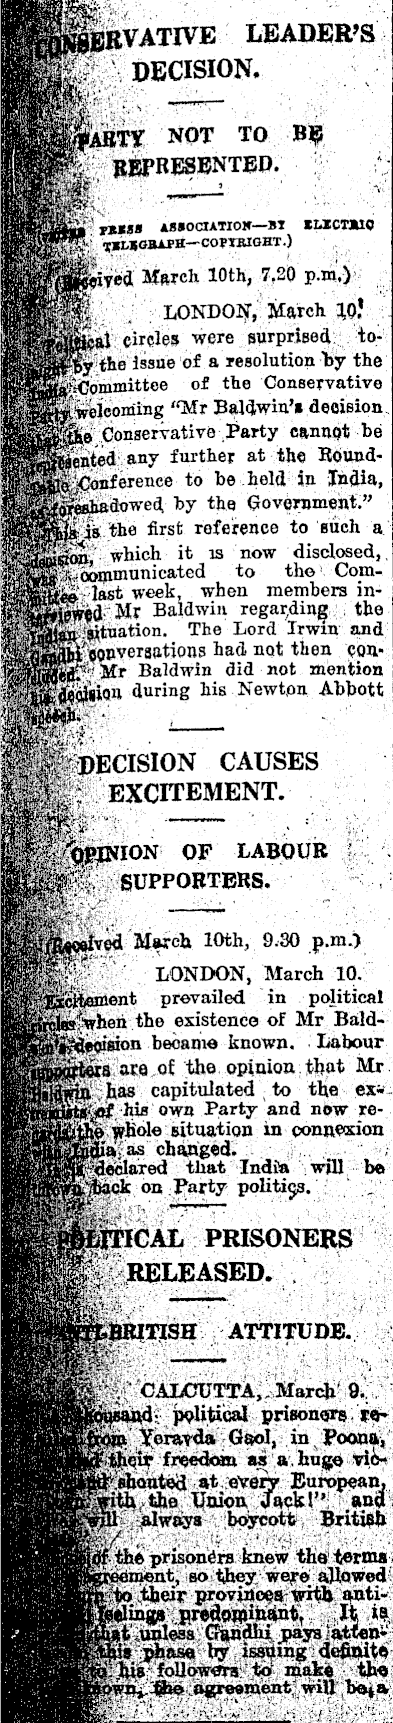 CONSERVATIVE LEADER'S
DECISION.
PARTY NOT TO BE
REPRESENTED.
PRESS ASSOCIATION—BY ELECTRIC
TELEGRAPH—COPYRIGHT.)
(Received March 10th, 7.20 p.m.)
LONDON, March 10.
Political circles were surprised to-
night by the issue of a resolution by the
India Committee of the Conservative
Party welcoming "Mr Baldwin's decision
that the Conservative Party cannot be
represented any further at the Round-
Table Conference to be held in India,
as foreshadowed by the Government."
This is the first reference to such a
decision, which it is now disclosed,
was communicated to the Com-
mittee last week, when members in-
terviewed Mr Baldwin regarding the
Indian situation. The Lord Irwin and
Gandhi conversations had not then con-
cluded. Mr Baldwin did not mention
his decision during his Newton Abbott
speech.
DECISION CAUSES
EXCITEMENT.
OPINION OF LABOUR
SUPPORTERS.
(Received March 10th, 9.30 p.m.)
LONDON, March 10.
Excitement prevailed in political
circles when the existence of Mr Bald-
win's decision became known. Labour
supporters are of the opinion that Mr
Baldwin has capitulated to the ex-
tremists of his own Party and now re-
gards the whole situation in connexion
India as changed.
declared that India will be
thrown back on Party politics.
POLITICAL PRISONERS
RELEASED.
ANTI-BRITISH ATTITUDE.
CALCUTTA, March 9.
thousand political prisoners re-
from Yeravda Gaol, in Poona,
their freedom as a huge vic-
shouted at every European,
with the Union Jack!" and
will always boycott British
of the prisoners knew the terms
agreement, so they were allowed
to their provinces with anti-
feelings predominant. It is
that unless Gandhi pays atten-
this phase by issuing definite
to his followers to make the
known, the agreement will be a